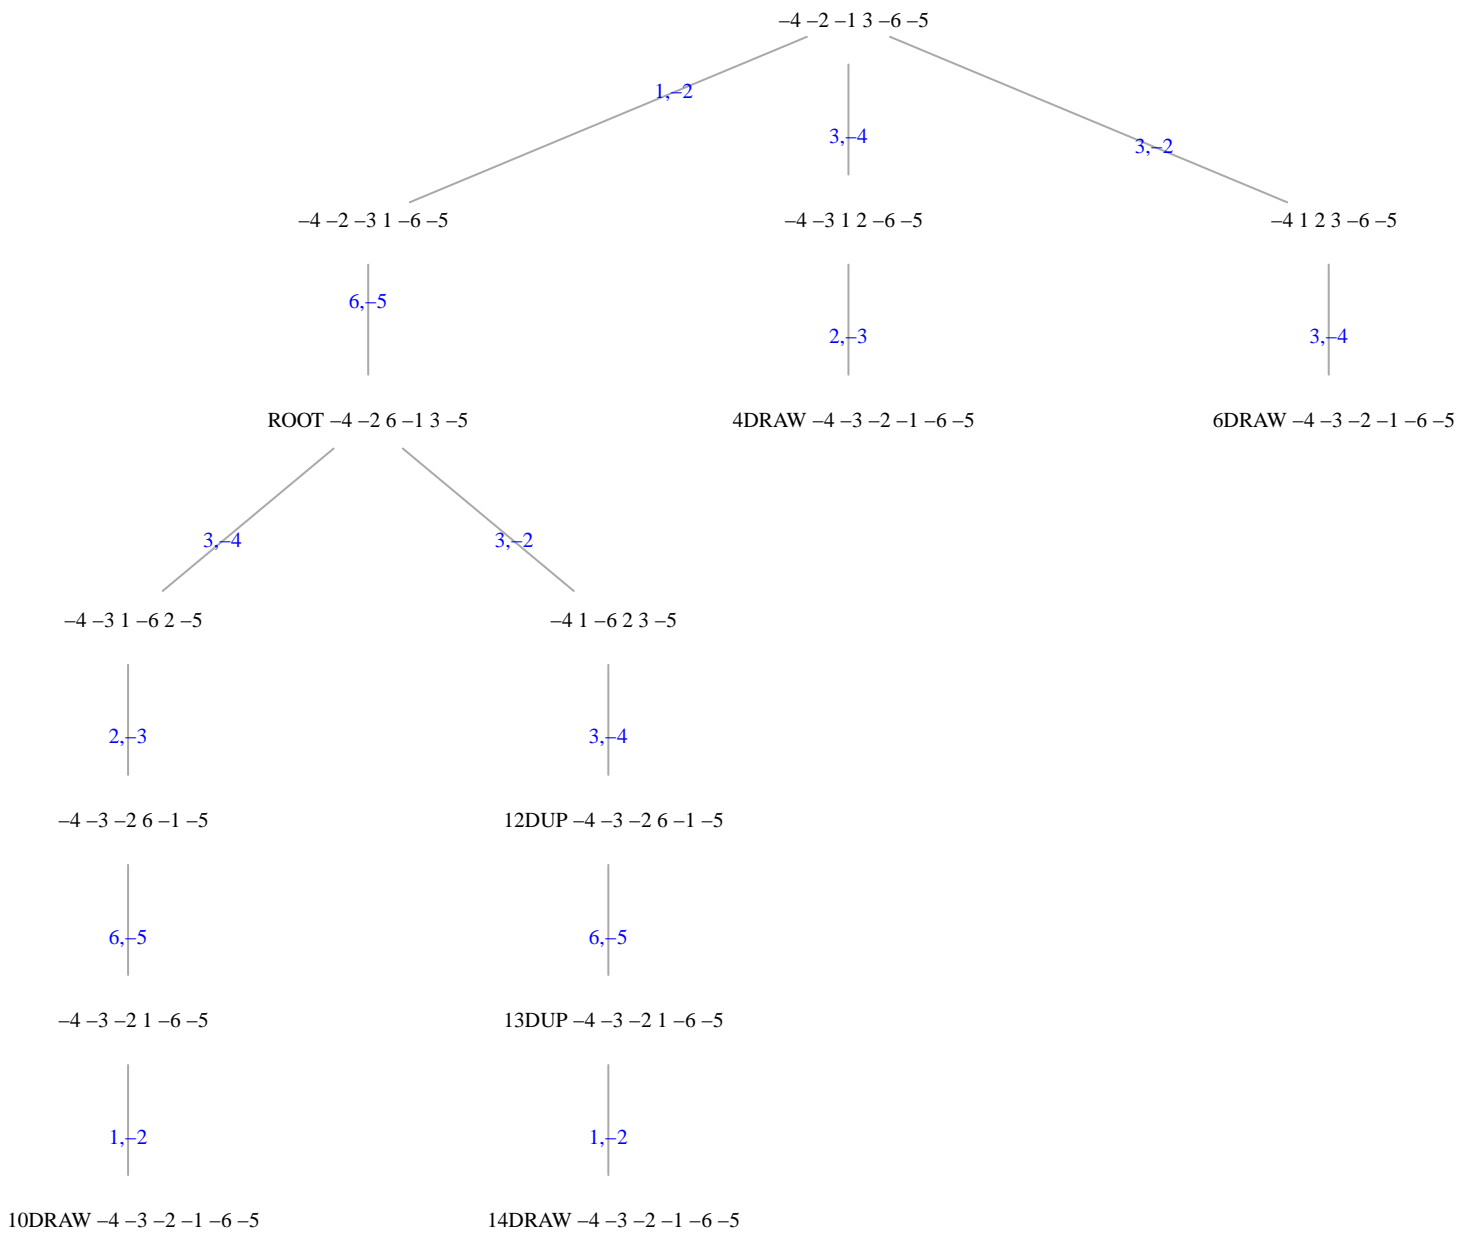 –4 –2 –1 3 –6 –5
1,–2
3,–4
3,–2
–4 –2 –3 1 –6 –5
–4 –3 1 2 –6 –5
–4 1 2 3 –6 –5
6,–5
2,–3
3,–4
ROOT –4 –2 6 –1 3 –5
4DRAW –4 –3 –2 –1 –6 –5
6DRAW –4 –3 –2 –1 –6 –5
3,–4
3,–2
–4 –3 1 –6 2 –5
–4 1 –6 2 3 –5
2,–3
3,–4
–4 –3 –2 6 –1 –5
12DUP –4 –3 –2 6 –1 –5
6,–5
6,–5
–4 –3 –2 1 –6 –5
13DUP –4 –3 –2 1 –6 –5
1,–2
1,–2
10DRAW –4 –3 –2 –1 –6 –5
14DRAW –4 –3 –2 –1 –6 –5